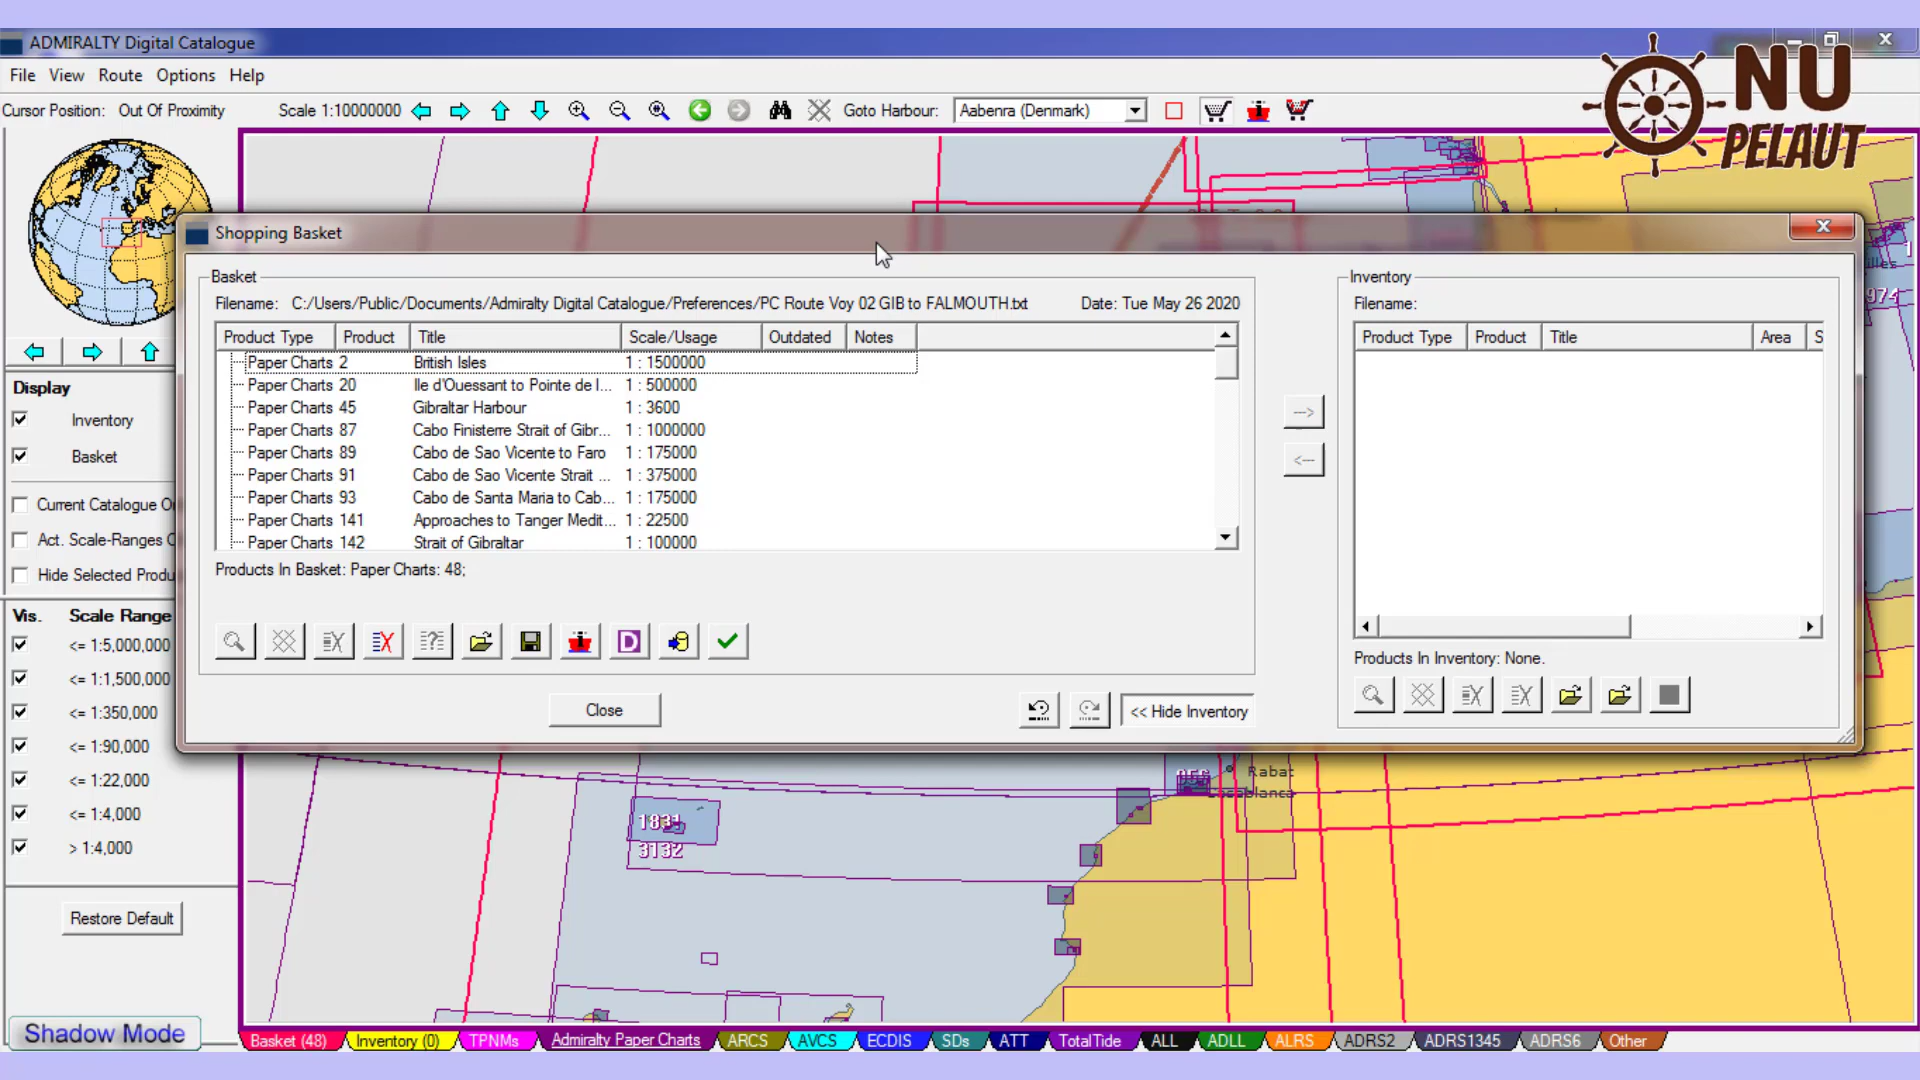 ADMIRALTY Digital Catalogue
File View Route Options Help
NU
PELAUT
Cursor Position: Out Of Proximity Scale 1:10000000 Goto Harbour: Aabenra (Denmark)
Shopping Basket
Basket
Filename: C:/Users/Public/Documents/Admiralty Digital Catalogue/Preferences/PC Route Voy 02 GIB to FALMOUTH.txt Date: Tue May 26 2020
Product Type Product Title Scale/Usage Outdated Notes
Paper Charts 2 British Isles 1 : 1500000
Paper Charts 20 Ile d'Ouessant to Pointe de l... 1 : 500000
Paper Charts 45 Gibraltar Harbour 1 : 3600
Paper Charts 87 Cabo Finisterre Strait of Gibr... 1 : 1000000
Paper Charts 89 Cabo de Sao Vicente to Faro 1 : 175000
Paper Charts 91 Cabo de Sao Vicente Strait ... 1 : 375000
Paper Charts 93 Cabo de Santa Maria to Cab... 1 : 175000
Paper Charts 141 Approaches to Tanger Medit... 1 : 22500
Paper Charts 142 Strait of Gibraltar 1 : 100000
Products In Basket: Paper Charts: 48;
D
Close
<< Hide Inventory
Inventory
Filename:
Product Type Product Title Area S
Products In Inventory: None.
Display
Inventory
Basket
Current Catalogue O
Act. Scale-Ranges
Hide Selected Produ
Vis. Scale Range
<= 1:5,000,000
<= 1:1,500,000
<= 1:350,000
<= 1:90,000
<= 1:22,000
<= 1:4,000
> 1:4,000
Restore Default
Shadow Mode
974
Rabat
1831
3132
Basket (48) Inventory (0) TPNMs Admiralty Paper Charts ARCS AVCS ECDIS SDs ATT TotalTide ALL ADLL ALRS ADRS2 ADRS1345 ADRS6 Other